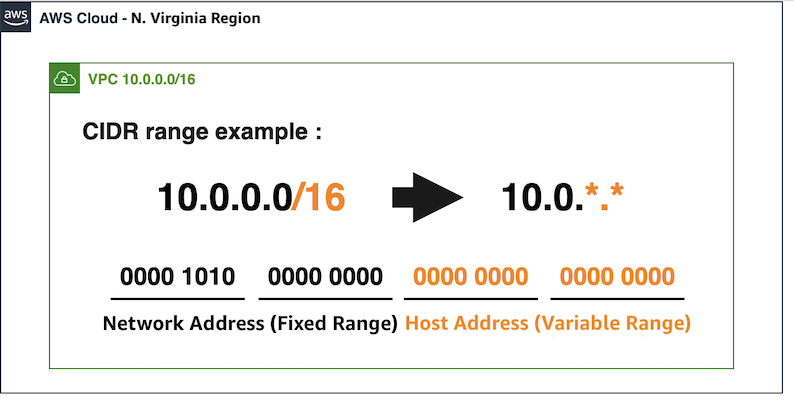 aws AWS Cloud - N. Virginia Region
VPC 10.0.0.0/16
CIDR range example :
10.0.0.0/16 10.0.*.*
0000 1010 0000 0000 0000 0000 0000 0000
Network Address (Fixed Range) Host Address (Variable Range)